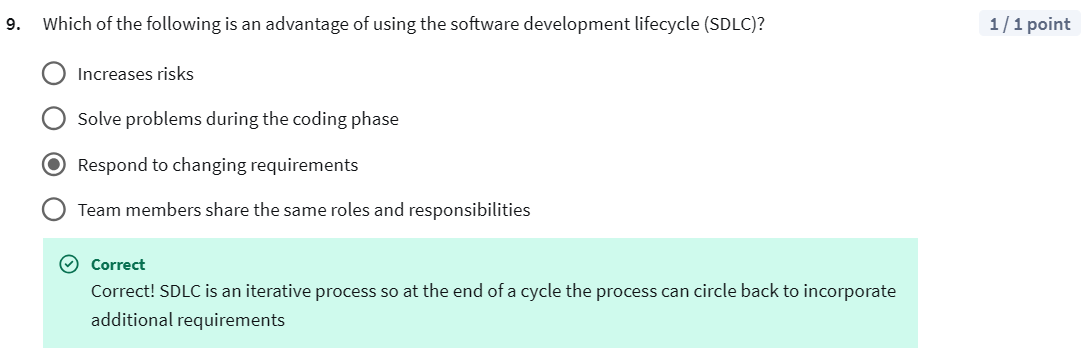 9. Which of the following is an advantage of using the software development lifecycle (SDLC)? 1 / 1 point
Increases risks
Solve problems during the coding phase
Respond to changing requirements
Team members share the same roles and responsibilities
Correct
Correct! SDLC is an iterative process so at the end of a cycle the process can circle back to incorporate
additional requirements